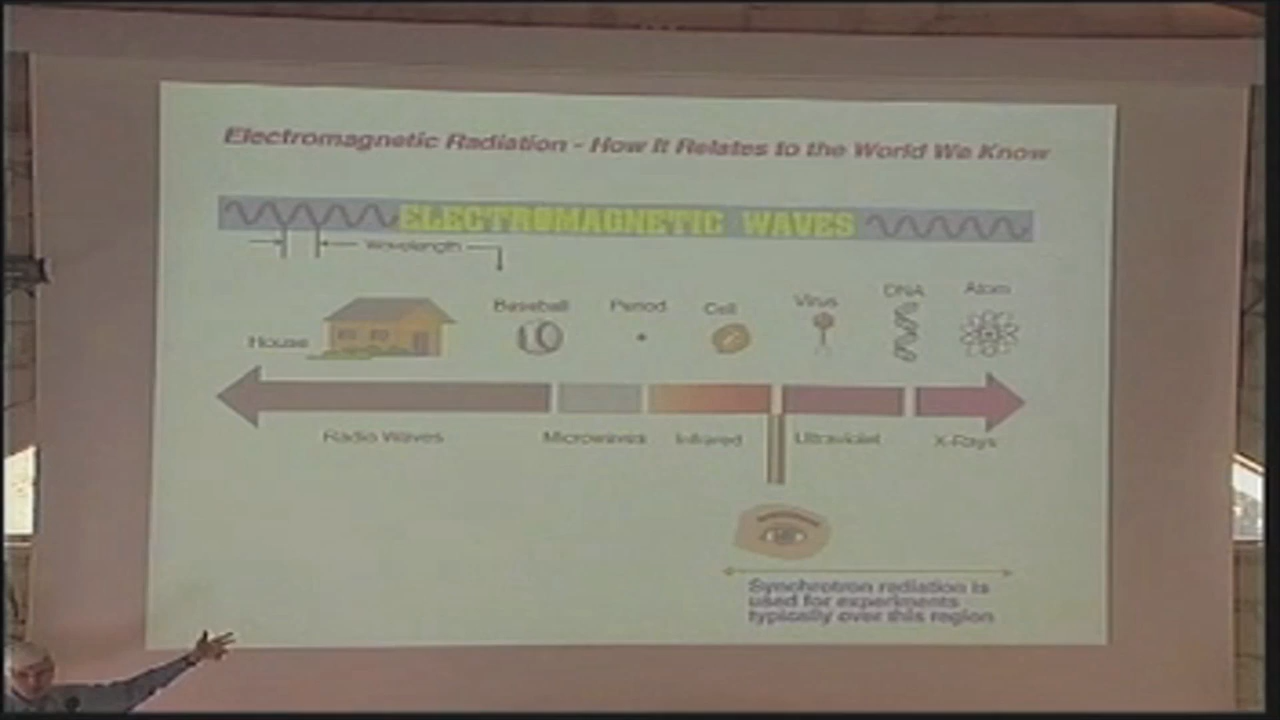 Electromagnetic Radiation - How It Relates to the World We Know
ELECTROMAGNETIC WAVES
Wavelength
House
Baseball
Period
Cell
Virus
DNA
Atom
Radio Waves
Microwaves
Infrared
Ultraviolet
X-Rays
Synchrotron radiation is
used for experiments
typically over this region